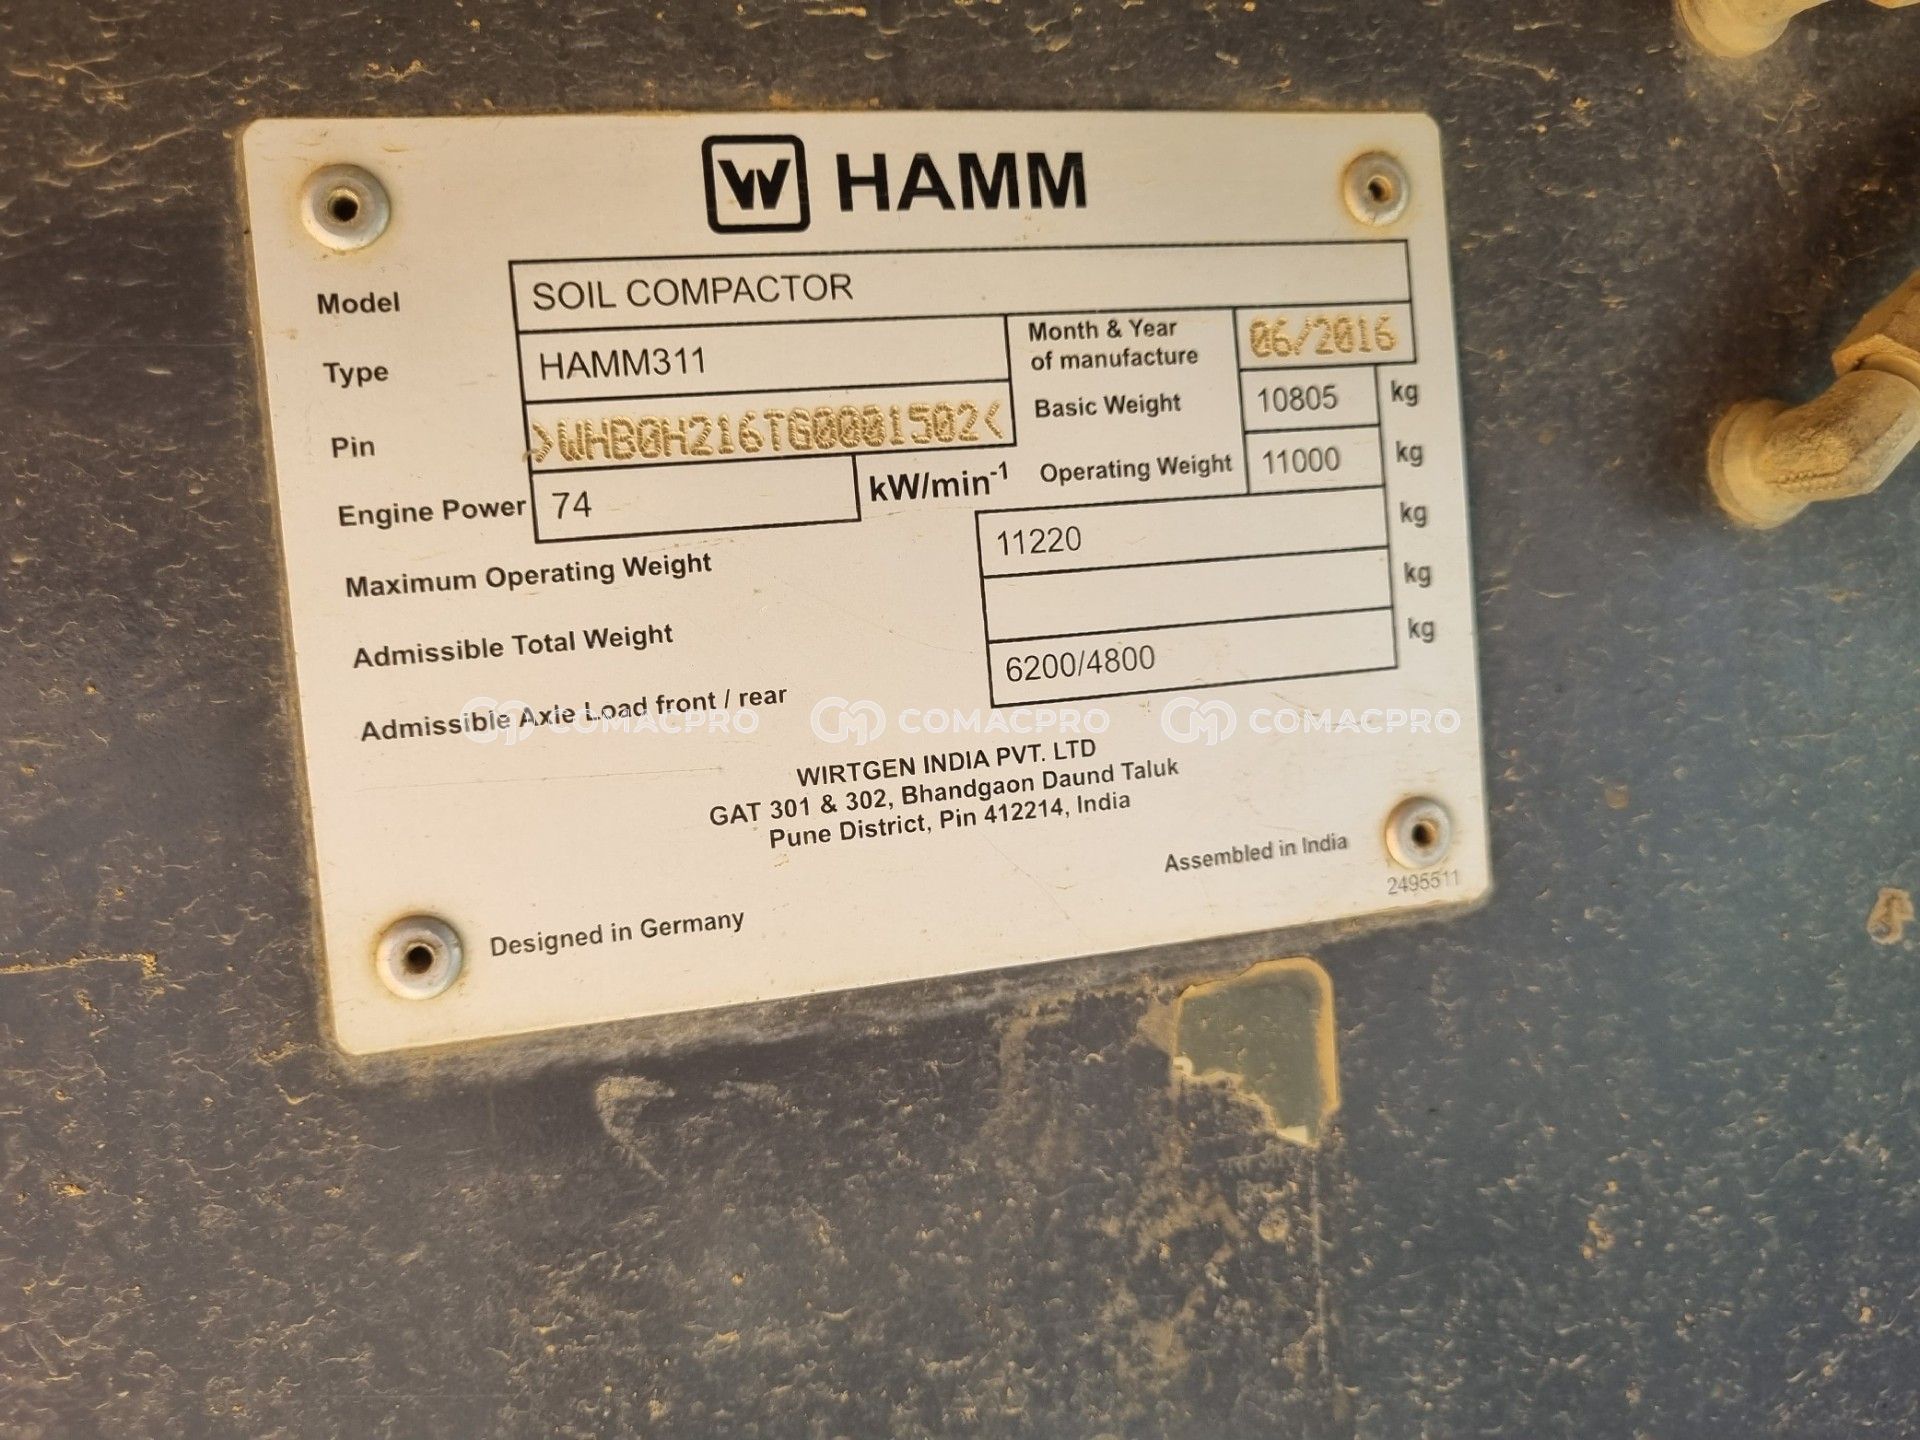 W HAMM
Model SOIL COMPACTOR
Type HAMM311 Month & Year of manufacture 06/2016
Pin >WHB0H216TG0001502< Basic Weight 10805 kg
Engine Power 74 kW/min-1 Operating Weight 11000 kg
Maximum Operating Weight 11220 kg
Admissible Total Weight kg
Admissible Axle Load front / rear 6200/4800 kg
COMACPRO COMACPRO COMACPRO
WIRTGEN INDIA PVT. LTD
GAT 301 & 302, Bhandgaon Daund Taluk
Pune District, Pin 412214, India
Assembled in India
2495511
Designed in Germany